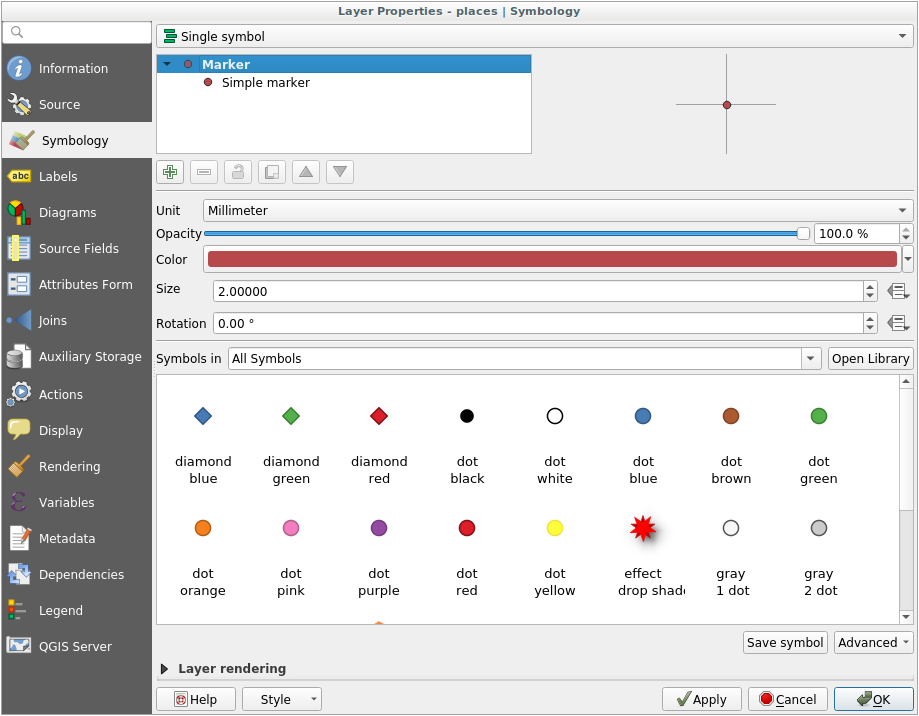 Layer Properties - places | Symbology
Single symbol
Information
Source
Symbology
Labels
Diagrams
Source Fields
Attributes Form
Joins
Auxiliary Storage
Actions
Display
Rendering
Variables
Metadata
Dependencies
Legend
QGIS Server
abc
Marker
Simple marker
Unit Millimeter
Opacity 100.0 %
Color
Size 2.00000
Rotation 0.00 °
Symbols in All Symbols Open Library
diamond blue
diamond green
diamond red
dot black
dot white
dot blue
dot brown
dot green
dot orange
dot pink
dot purple
dot red
dot yellow
effect drop shad
gray 1 dot
gray 2 dot
Save symbol Advanced
Layer rendering
Help Style Apply Cancel OK